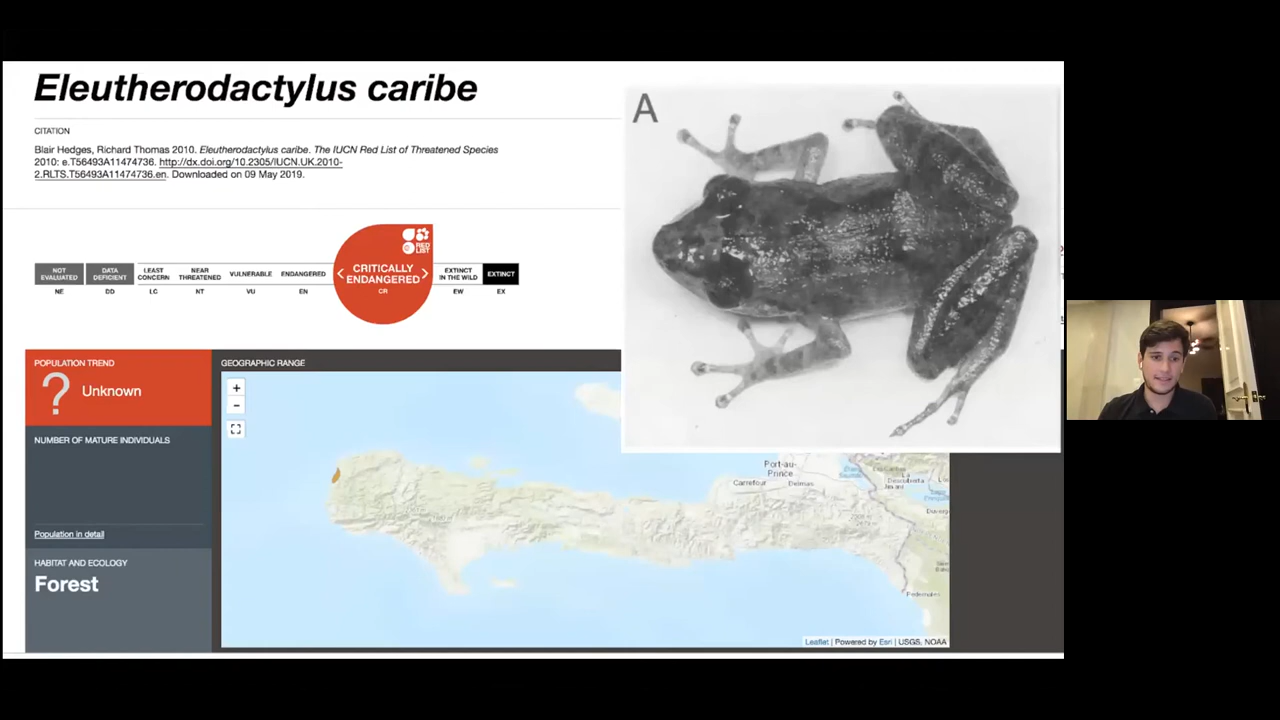 Eleutherodactylus caribe
CITATION
Blair Hedges, Richard Thomas 2010. Eleutherodactylus caribe. The IUCN Red List of Threatened Species
2010: e.T56493A11474736. http://dx.doi.org/10.2305/IUCN.UK.2010-
2.RLTS.T56493A11474736.en. Downloaded on 09 May 2019.
A
RED
LIST
NOT
EVALUATED
NE
DATA
DEFICIENT
DD
LEAST
CONCERN
LC
NEAR
THREATENED
NT
VULNERABLE
VU
ENDANGERED
EN
< CRITICALLY
ENDANGERED >
CR
EXTINCT
IN THE WILD
EW
EXTINCT
EX
POPULATION TREND
? Unknown
NUMBER OF MATURE INDIVIDUALS
Population in detail
HABITAT AND ECOLOGY
Forest
GEOGRAPHIC RANGE
+
-
Port-au-
Prince
Carrefour
Delmas
La
Descubierta
Jimaní
Pedernales
Leaflet | Powered by Esri | USGS, NOAA